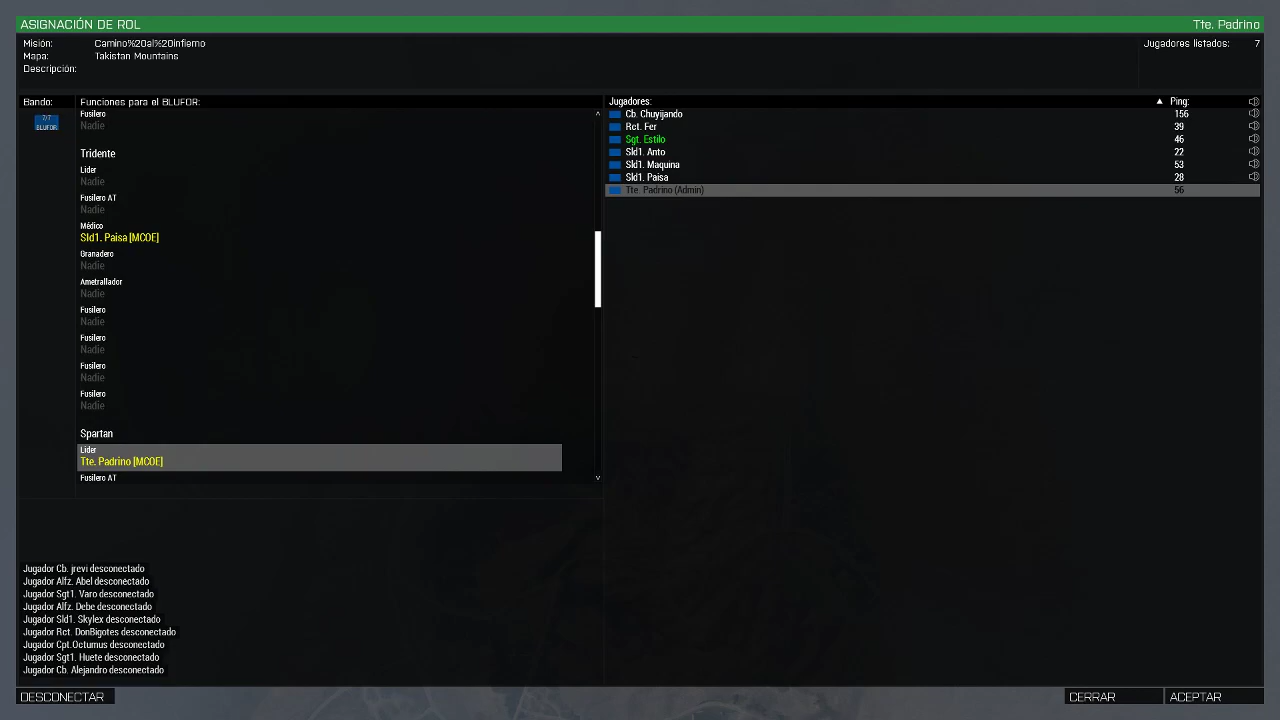 ASIGNACIÓN DE ROL
Tte. Padrino
Misión: Camino%20al%20infierno
Jugadores listados: 7
Mapa: Takistan Mountains
Descripción:
Bando:
7/7
BLUFOR
Funciones para el BLUFOR:
Fusilero
Nadie
Tridente
Líder
Nadie
Fusilero AT
Nadie
Médico
Sld1. Paisa [MCOE]
Granadero
Nadie
Ametrallador
Nadie
Fusilero
Nadie
Fusilero
Nadie
Fusilero
Nadie
Fusilero
Nadie
Spartan
Líder
Tte. Padrino [MCOE]
Fusilero AT
Jugadores: Ping:
Cb. Chuyijando 156
Rct. Fer 39
Sgt. Estilo 46
Sld1. Anto 22
Sld1. Maquina 53
Sld1. Paisa 28
Tte. Padrino (Admin) 56
Jugador Cb. jrevi desconectado
Jugador Alfz. Abel desconectado
Jugador Sgt1. Varo desconectado
Jugador Alfz. Debe desconectado
Jugador Sld1. Skylex desconectado
Jugador Rct. DonBigotes desconectado
Jugador Cpt.Octumus desconectado
Jugador Sgt1. Huete desconectado
Jugador Cb. Alejandro desconectado
DESCONECTAR
CERRAR
ACEPTAR